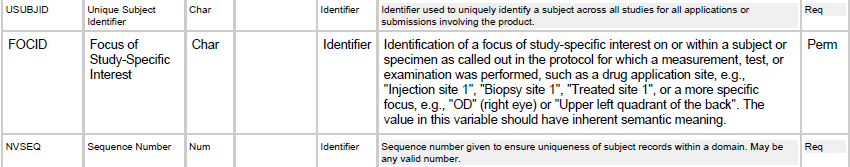 USUBJID Unique Subject Identifier Char Identifier Identifier used to uniquely identify a subject across all studies for all applications or submissions involving the product. Req
FOCID Focus of Study-Specific Interest Char Identifier Identification of a focus of study-specific interest on or within a subject or specimen as called out in the protocol for which a measurement, test, or examination was performed, such as a drug application site, e.g., "Injection site 1", "Biopsy site 1", "Treated site 1", or a more specific focus, e.g., "OD" (right eye) or "Upper left quadrant of the back". The value in this variable should have inherent semantic meaning. Perm
NVSEQ Sequence Number Num Identifier Sequence number given to ensure uniqueness of subject records within a domain. May be any valid number. Req